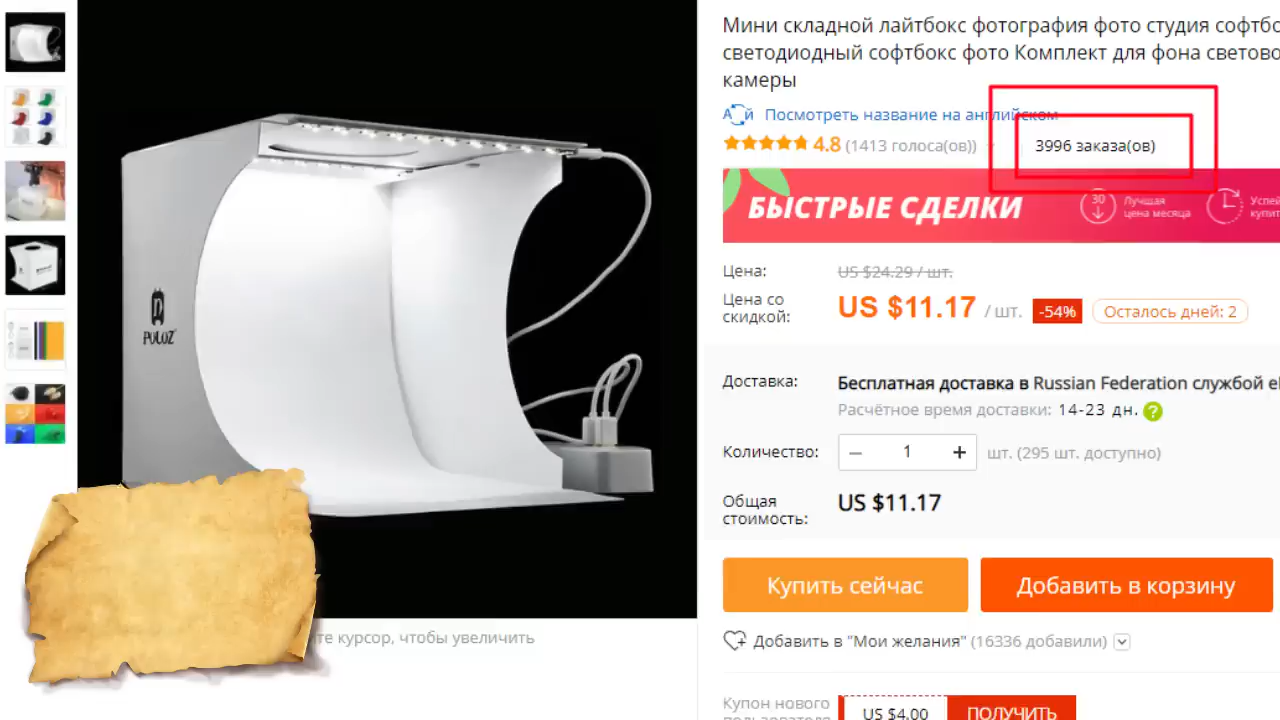 Мини складной лайтбокс фотография фото студия софтбо
светодиодный софтбокс фото Комплект для фона светово
камеры
Посмотреть название на английском
4.8 (1413 голоса(ов))
3996 заказа(ов)
БЫСТРЫЕ СДЕЛКИ
30
Лучшая
цена месяца
Успей
купит
Цена:
US $24.29 / шт.
Цена со
скидкой:
US $11.17 / шт.
-54%
Осталось дней: 2
Доставка:
Бесплатная доставка в Russian Federation службой
Расчётное время доставки: 14-23 дн. ?
Количество:
− 1 +
шт. (295 шт. доступно)
Общая
стоимость:
US $11.17
Купить сейчас
Добавить в корзину
Добавить в "Мои желания" (16336 добавили)
Купон нового
пользователя
US $4.00
ПОЛУЧИТЬ
PULUZ
те курсор, чтобы увеличить